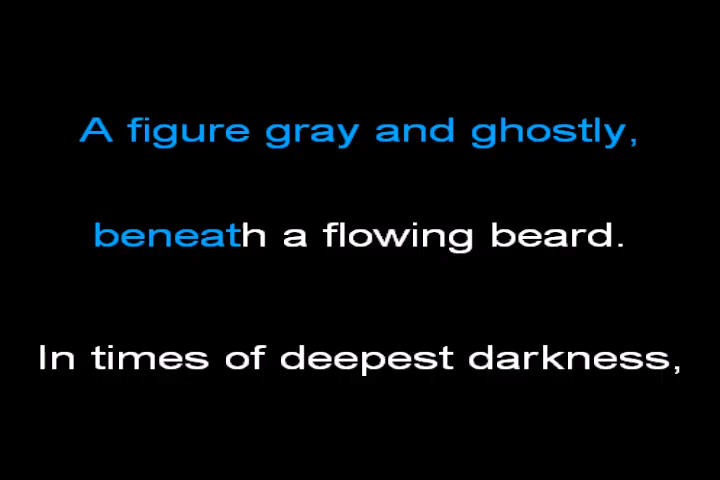 A figure gray and ghostly,
beneath a flowing beard.
In times of deepest darkness,